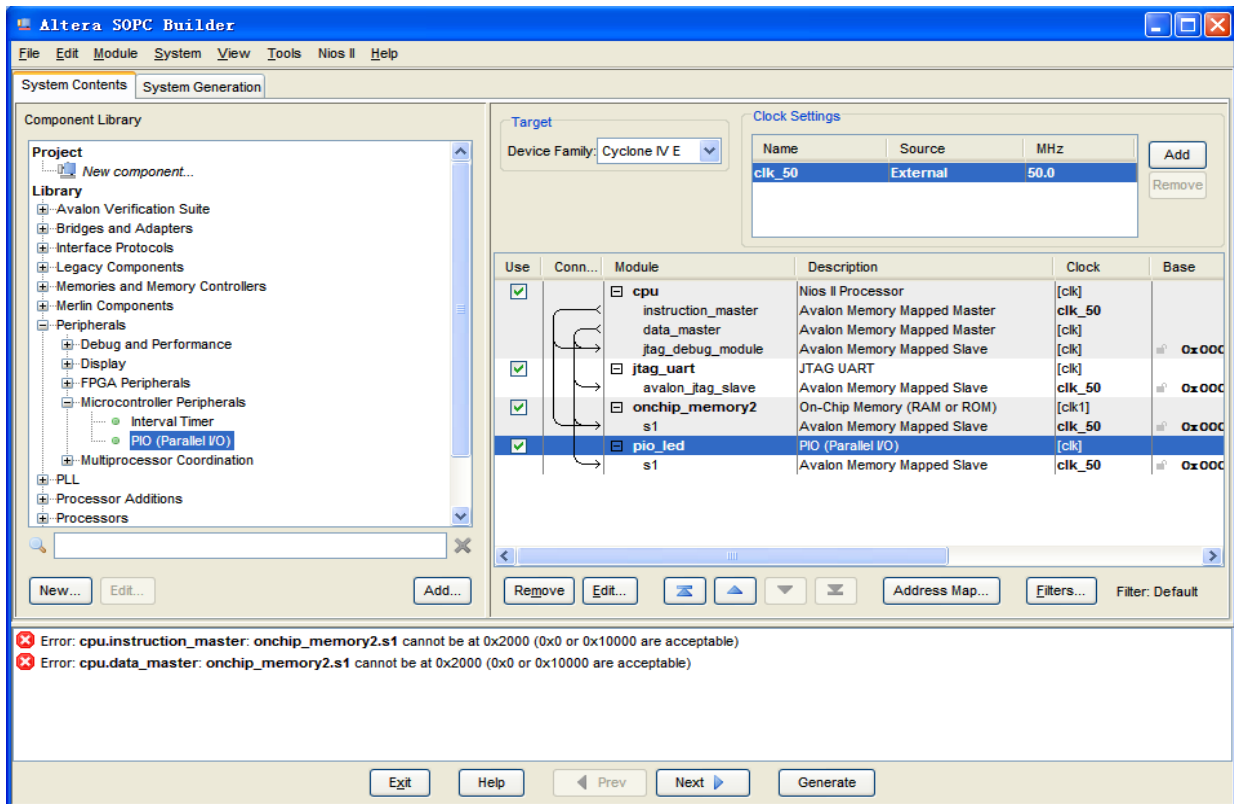 Altera SOPC Builder
File Edit Module System View Tools Nios II Help
System Contents System Generation
Component Library
Project
New component...
Library
Avalon Verification Suite
Bridges and Adapters
Interface Protocols
Legacy Components
Memories and Memory Controllers
Merlin Components
Peripherals
Debug and Performance
Display
FPGA Peripherals
Microcontroller Peripherals
Interval Timer
PIO (Parallel I/O)
Multiprocessor Coordination
PLL
Processor Additions
Processors
New... Edit... Add...
Target
Device Family: Cyclone IV E
Clock Settings
Name Source MHz
clk_50 External 50.0
Add
Remove
Use Conn... Module Description Clock Base
cpu Nios II Processor [clk]
instruction_master Avalon Memory Mapped Master clk_50
data_master Avalon Memory Mapped Master [clk]
jtag_debug_module Avalon Memory Mapped Slave [clk] 0x000
jtag_uart JTAG UART [clk]
avalon_jtag_slave Avalon Memory Mapped Slave clk_50 0x000
onchip_memory2 On-Chip Memory (RAM or ROM) [clk1]
s1 Avalon Memory Mapped Slave clk_50 0x000
pio_led PIO (Parallel I/O) [clk]
s1 Avalon Memory Mapped Slave clk_50 0x000
Remove Edit... Address Map... Filters... Filter: Default
Error: cpu.instruction_master: onchip_memory2.s1 cannot be at 0x2000 (0x0 or 0x10000 are acceptable)
Error: cpu.data_master: onchip_memory2.s1 cannot be at 0x2000 (0x0 or 0x10000 are acceptable)
Exit Help Prev Next Generate